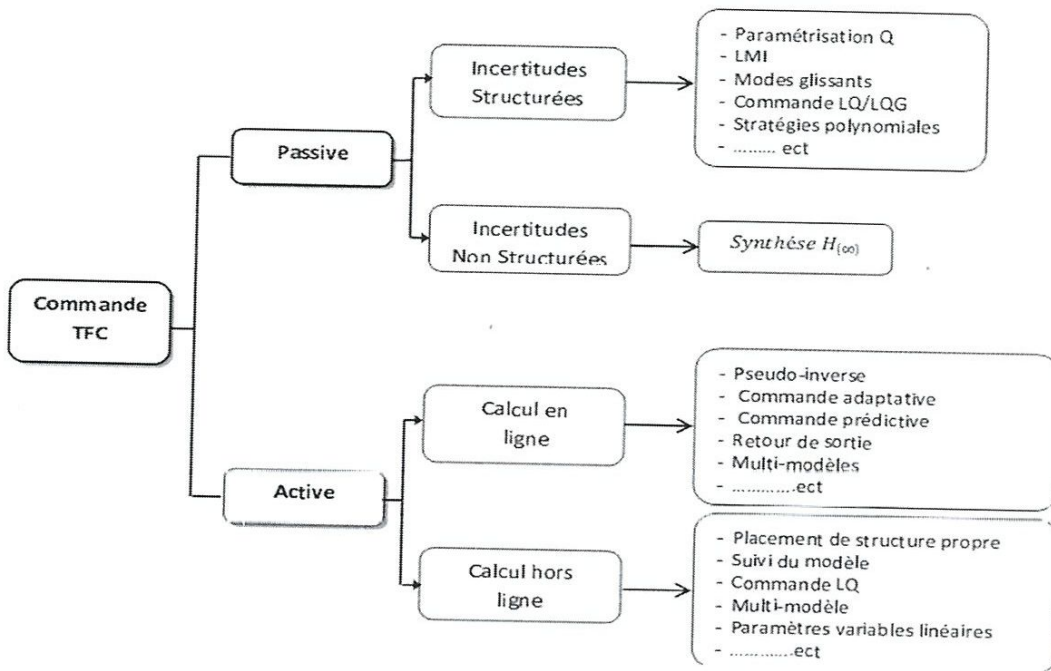 Commande
TFC
Passive
Incertitudes
Structurées
- Paramétrisation Q
- LMI
- Modes glissants
- Commande LQ/LQG
- Stratégies polynomiales
- ......... ect
Incertitudes
Non Structurées
Synthése H(∞)
Active
Calcul en
ligne
- Pseudo-inverse
- Commande adaptative
- Commande prédictive
- Retour de sortie
- Multi-modèles
- .............ect
Calcul hors
ligne
- Placement de structure propre
- Suivi du modèle
- Commande LQ
- Multi-modèle
- Paramètres variables linéaires
- .............ect